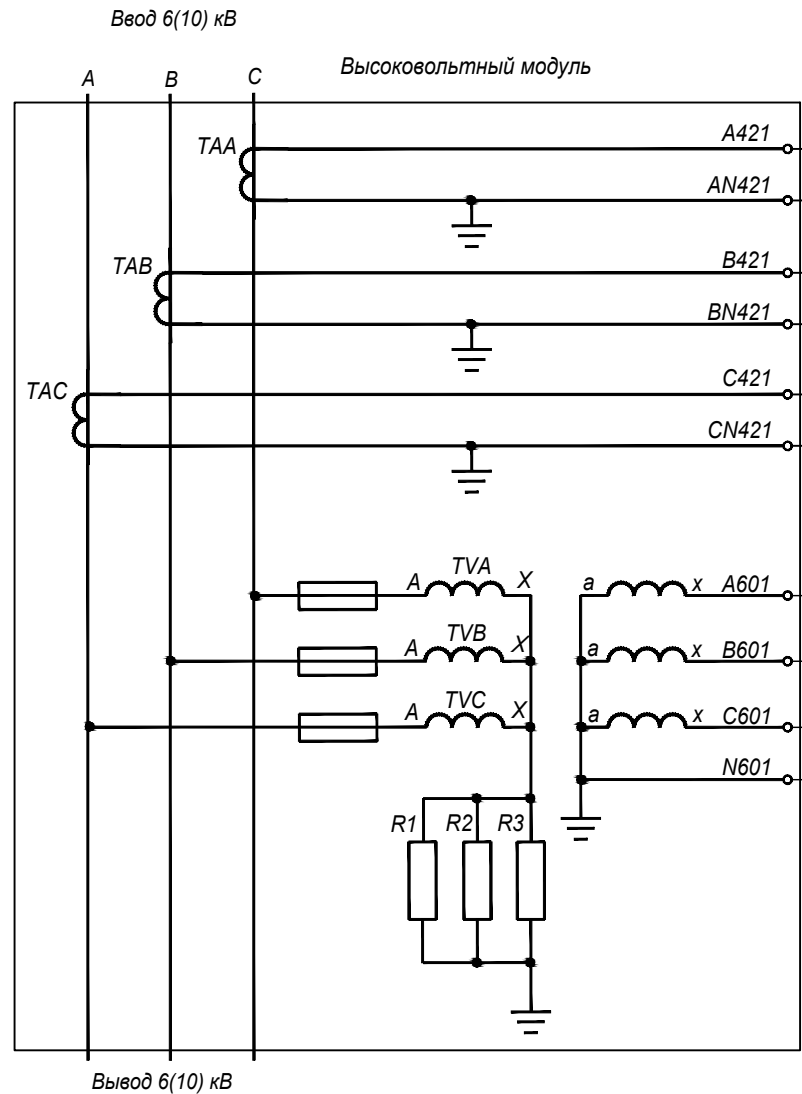 Ввод 6(10) кВ
Высоковольтный модуль
A B C
TAA A421
AN421
TAB B421
BN421
TAC C421
CN421
A TVA X a x A601
A TVB X a x B601
A TVC X a x C601
N601
R1 R2 R3
Вывод 6(10) кВ